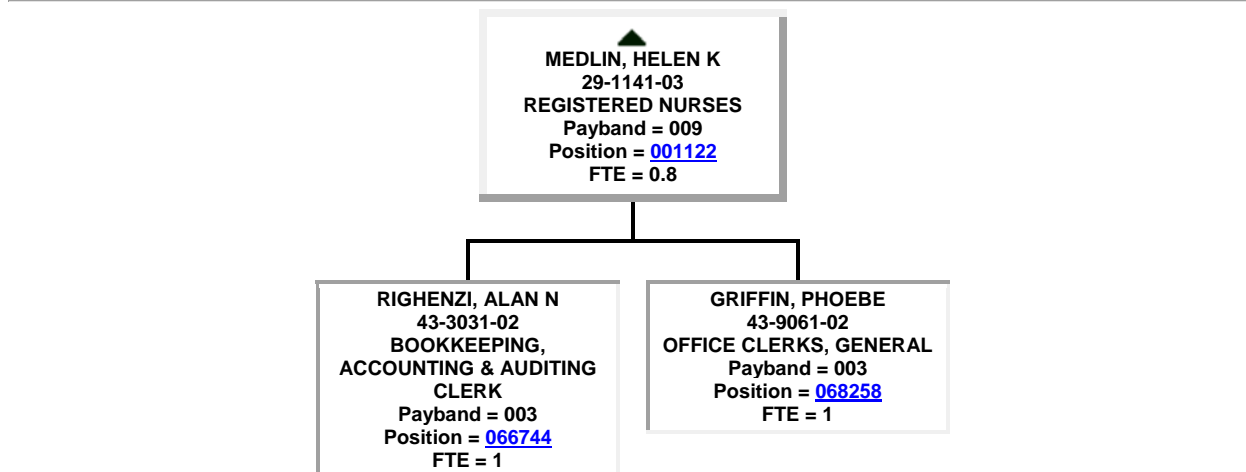 MEDLIN, HELEN K
29-1141-03
REGISTERED NURSES
Payband = 009
Position = 001122
FTE = 0.8
RIGHENZI, ALAN N
43-3031-02
BOOKKEEPING,
ACCOUNTING & AUDITING
CLERK
Payband = 003
Position = 066744
FTE = 1
GRIFFIN, PHOEBE
43-9061-02
OFFICE CLERKS, GENERAL
Payband = 003
Position = 068258
FTE = 1